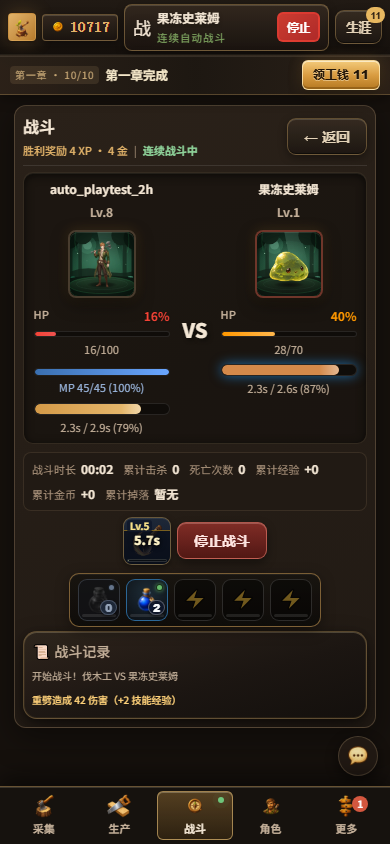 10717
战
果冻史莱姆
连续自动战斗
停止
生涯
11
第一章 · 10/10 第一章完成
领工钱 11
战斗
胜利奖励 4 XP · 4 金 | 连续战斗中
← 返回
auto_playtest_2h
Lv.8
HP 16%
16/100
MP 45/45 (100%)
2.3s / 2.9s (79%)
VS
果冻史莱姆
Lv.1
HP 40%
28/70
2.3s / 2.6s (87%)
战斗时长 00:02 累计击杀 0 死亡次数 0 累计经验 +0
累计金币 +0 累计掉落 暂无
Lv.5
5.7s
停止战斗
0
2
战斗记录
开始战斗！伐木工 VS 果冻史莱姆
重劈造成 42 伤害（+2 技能经验）
采集
生产
战斗
角色
更多
1